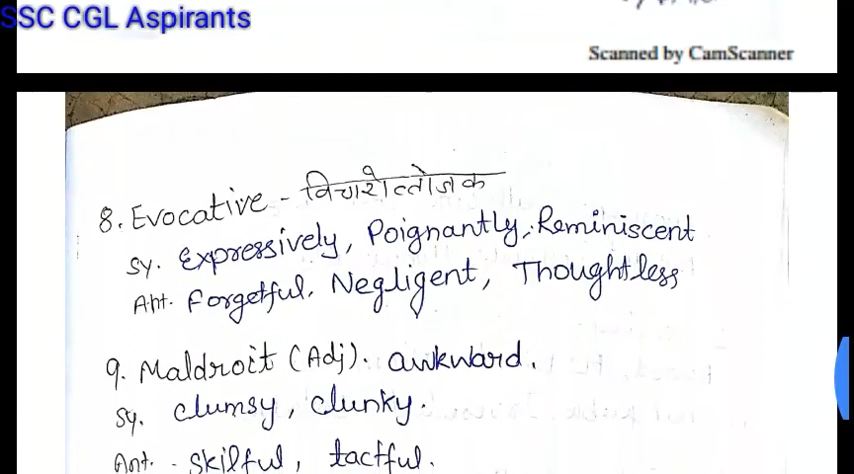 SSC CGL Aspirants
Scanned by CamScanner
8. Evocative - विचारोत्तोजक
Sy. Expressively, Poignantly, Reminiscent
Ant. Forgetful, Negligent, Thoughtless
9. Maldroit (Adj). awkward.
Sy. Clumsy, clunky.
Ant. - skilful, tactful.